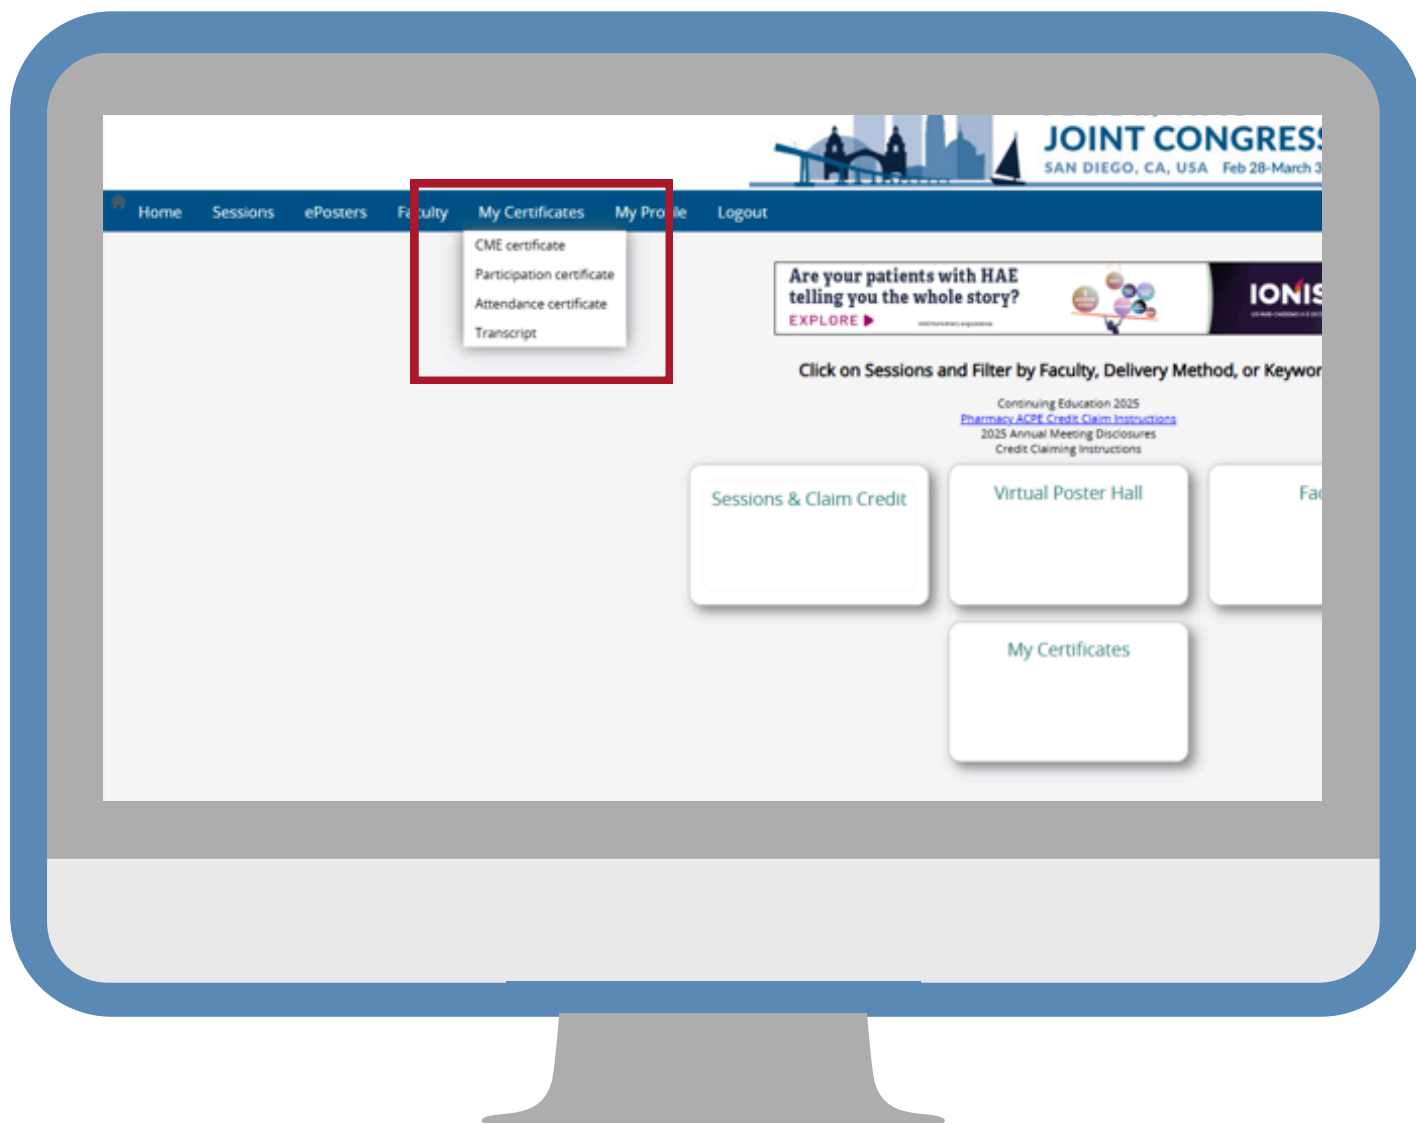 JOINT CONGRESS
SAN DIEGO, CA, USA Feb 28-March 3
Home Sessions ePosters Faculty My Certificates My Profile Logout
CME certificate
Participation certificate
Attendance certificate
Transcript
Are your patients with HAE
telling you the whole story?
EXPLORE
IONIS
Click on Sessions and Filter by Faculty, Delivery Method, or Keywor
Continuing Education 2025
Pharmacy ACPE Credit Claim Instructions
2025 Annual Meeting Disclosures
Credit Claiming Instructions
Sessions & Claim Credit
Virtual Poster Hall
Fac
My Certificates